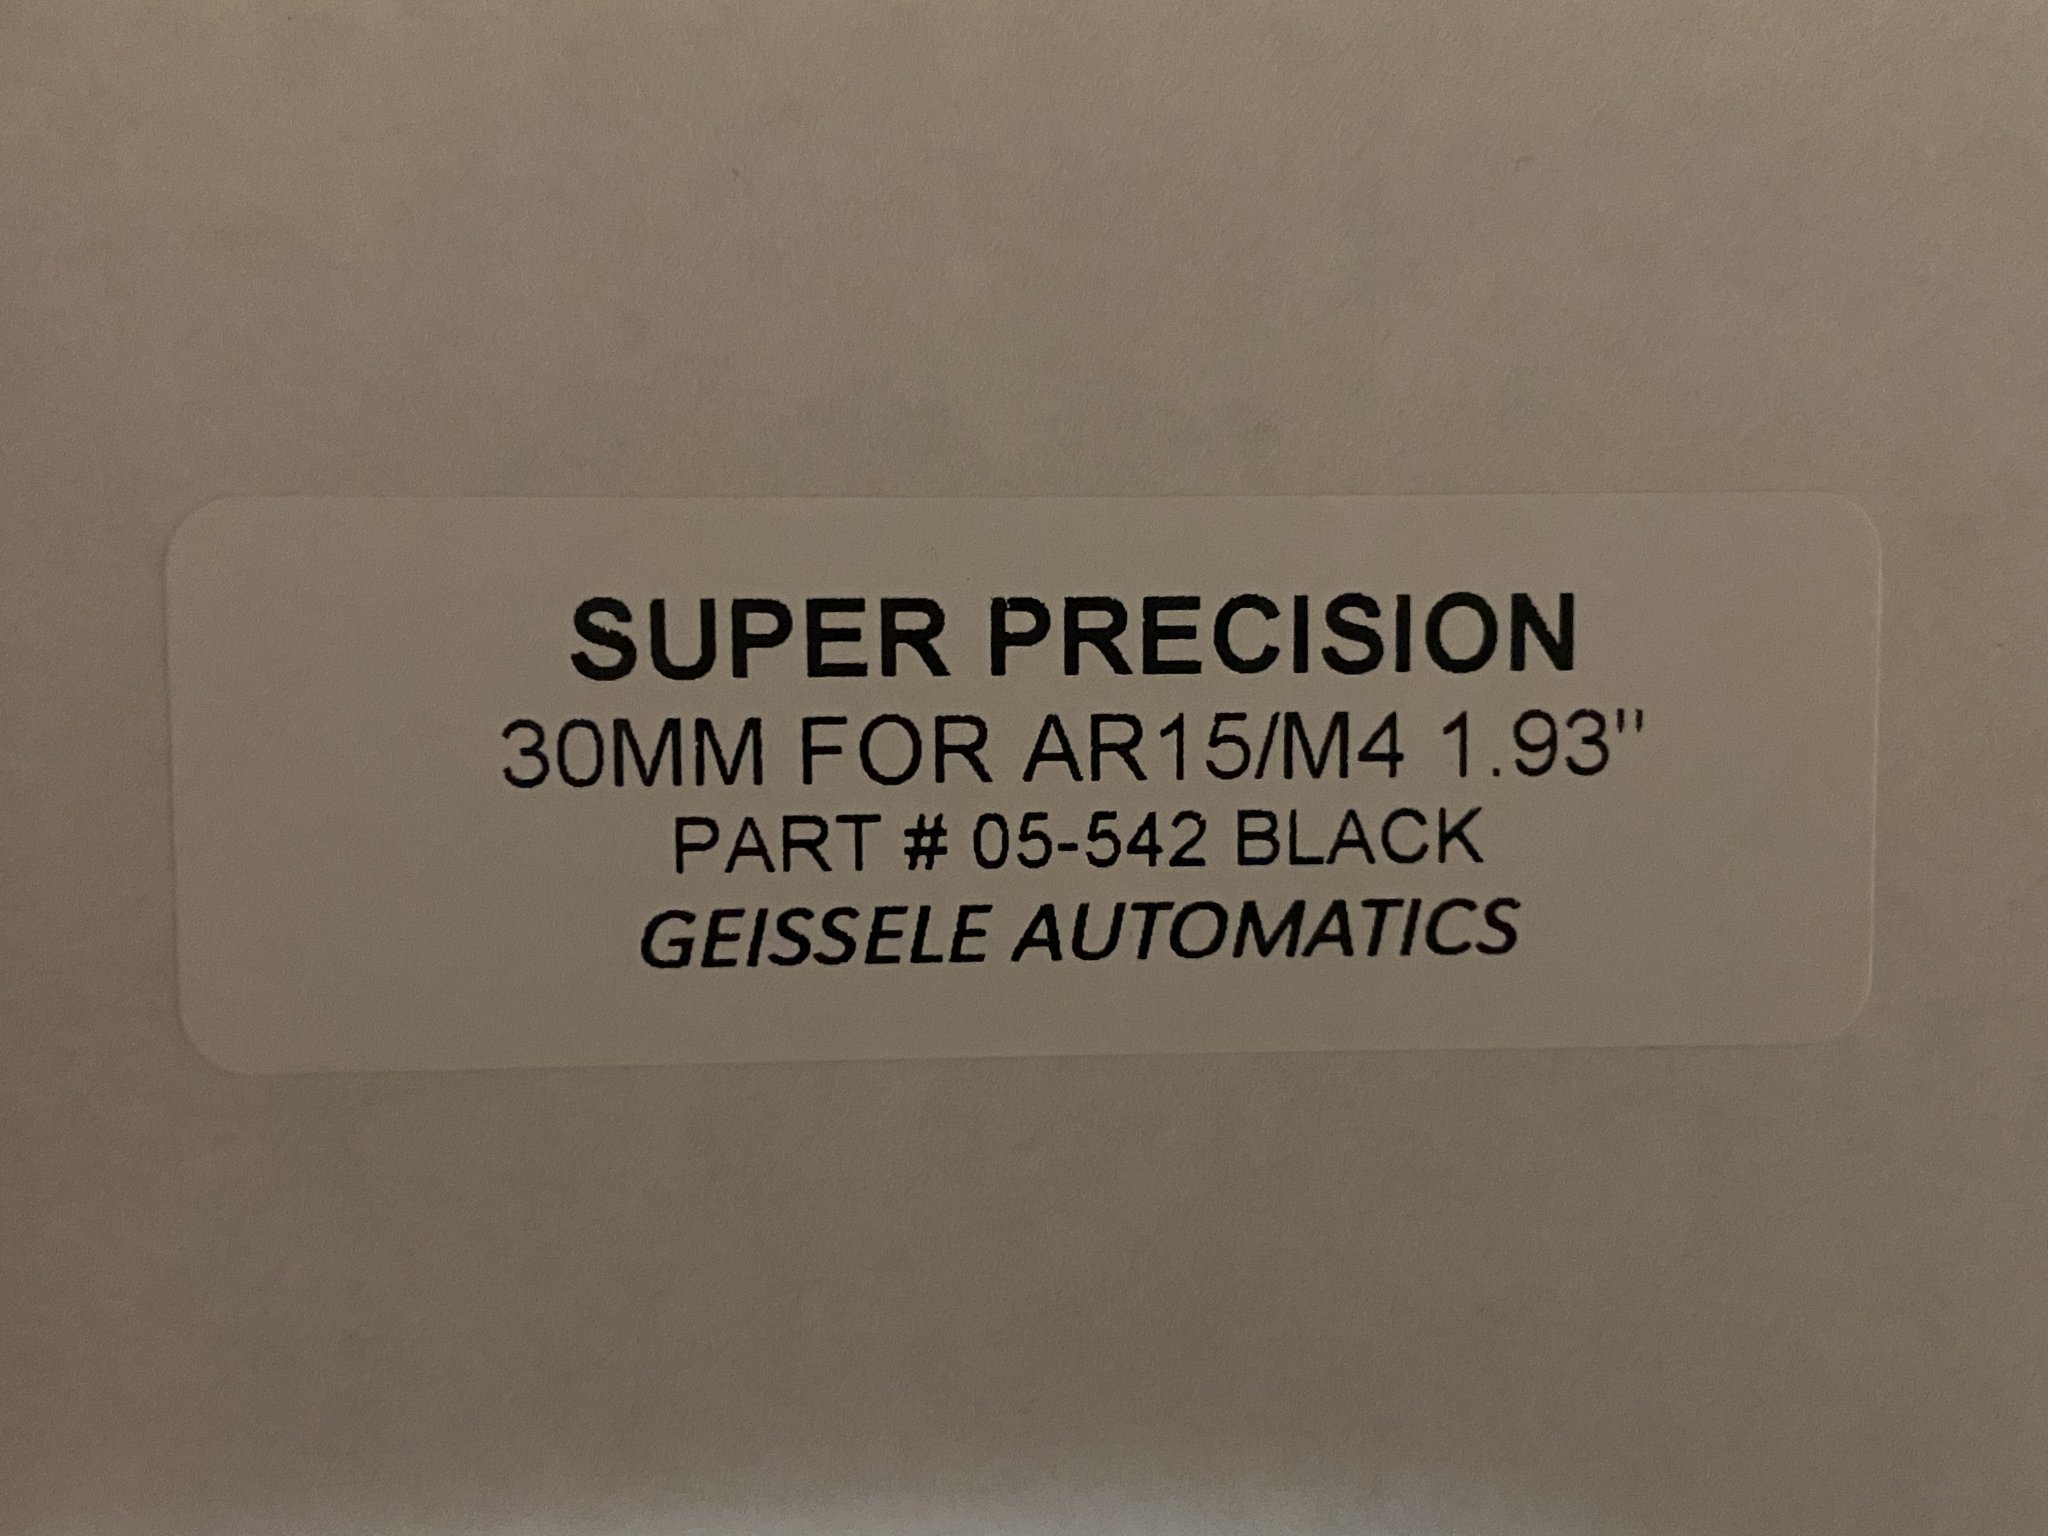 SUPER PRECISION
30MM FOR AR15/M4 1.93"
PART # 05-542 BLACK
GEISSELE AUTOMATICS